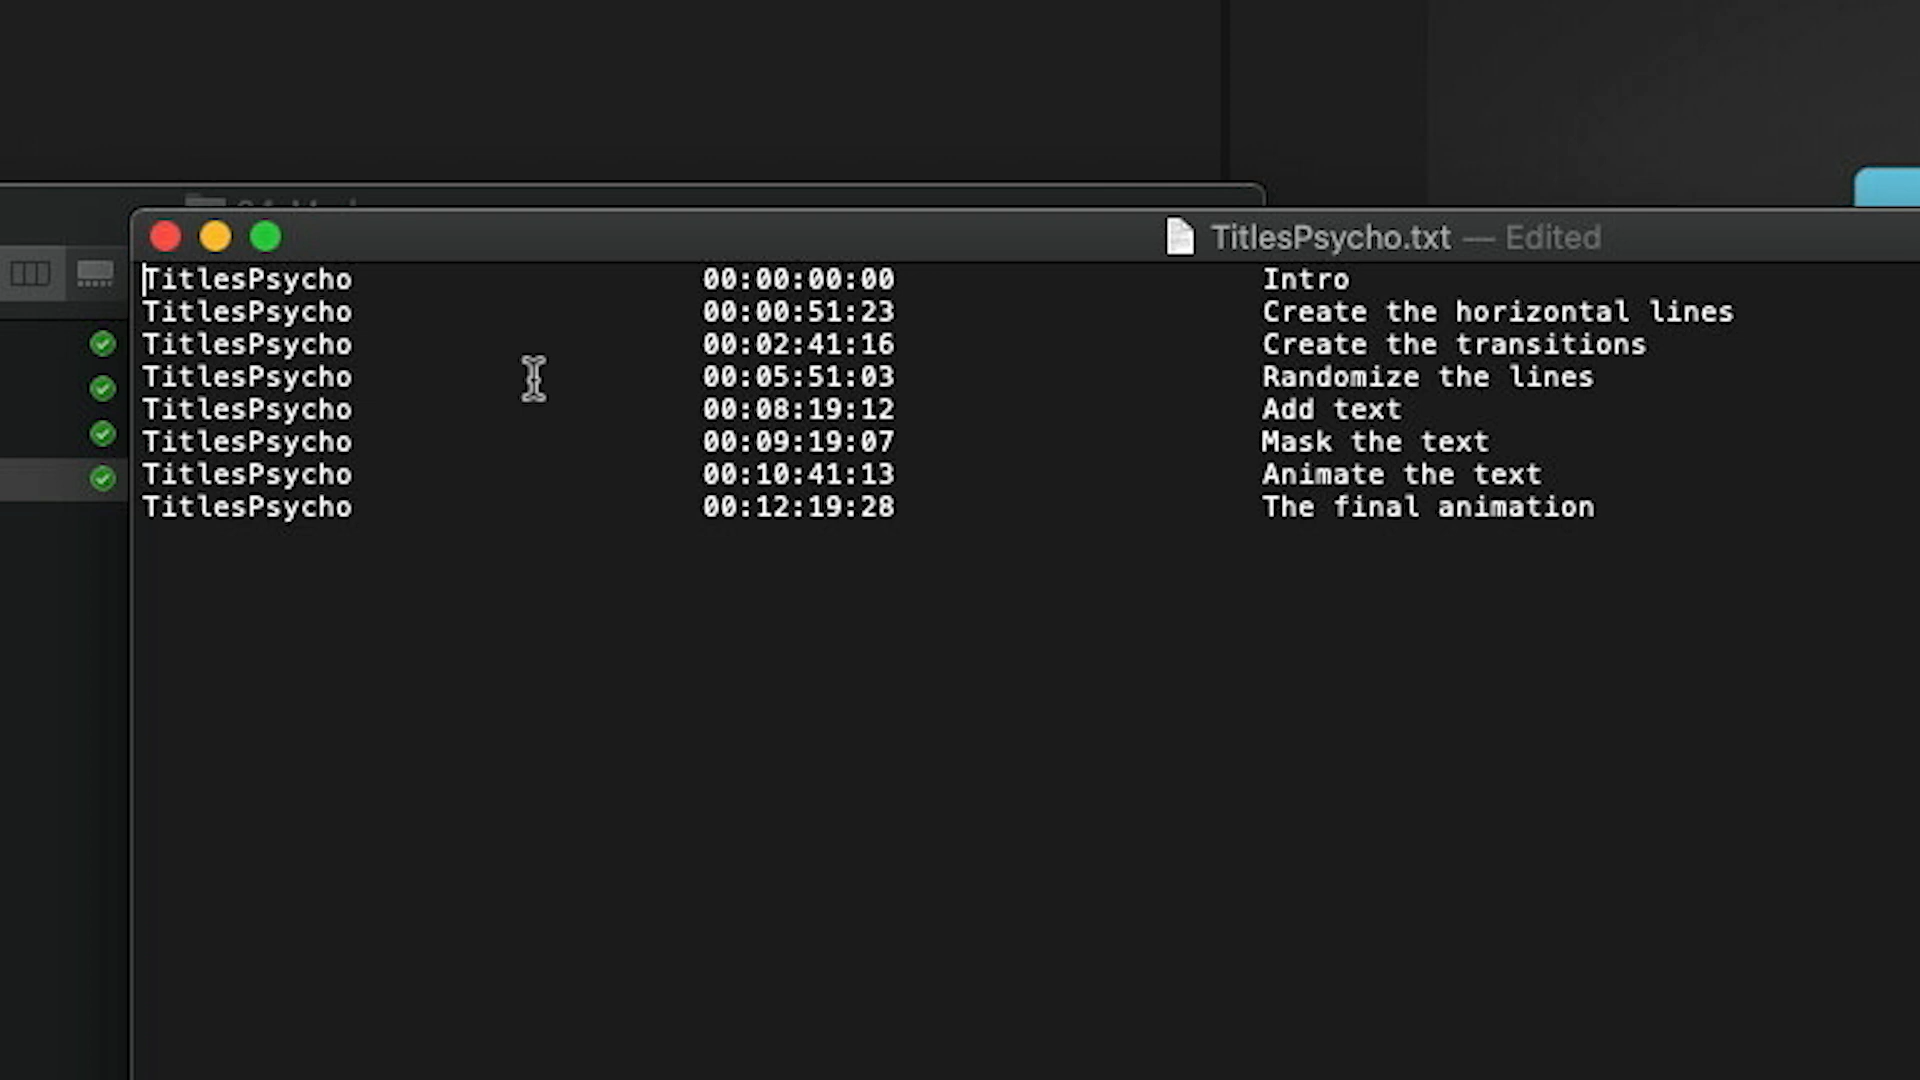 TitlesPsycho.txt — Edited
TitlesPsycho 00:00:00:00 Intro
TitlesPsycho 00:00:51:23 Create the horizontal lines
TitlesPsycho 00:02:41:16 Create the transitions
TitlesPsycho 00:05:51:03 Randomize the lines
TitlesPsycho 00:08:19:12 Add text
TitlesPsycho 00:09:19:07 Mask the text
TitlesPsycho 00:10:41:13 Animate the text
TitlesPsycho 00:12:19:28 The final animation